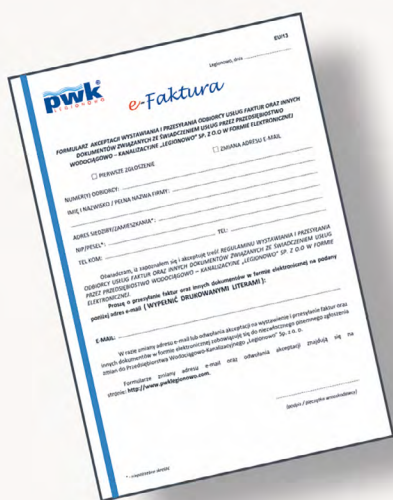 EU/13
Legionowo, dnia
pwk®
LEGIONOWO
e-Faktura
FORMULARZ AKCEPTACJI WYSTAWIANIA I PRZESYŁANIA ODBIORCY USŁUG FAKTUR ORAZ INNYCH
DOKUMENTÓW ZWIĄZANYCH ZE ŚWIADCZENIEM USŁUG PRZEZ PRZEDSIĘBIORSTWO
WODOCIĄGOWO – KANALIZACYJNE „LEGIONOWO” SP. Z O.O W FORMIE ELEKTRONICZNEJ
☐ PIERWSZE ZGŁOSZENIE ☐ ZMIANA ADRESU E-MAIL
NUMER(Y) ODBIORCY:
IMIĘ I NAZWISKO / PEŁNA NAZWA FIRMY:
ADRES SIEDZIBY/ZAMIESZKANIA*:
NIP/PESEL*:
TEL KOM: TEL:
Oświadczam, iż zapoznałem się i akceptuję treść REGULAMINU WYSTAWIANIA I PRZESYŁANIA
ODBIORCY USŁUG FAKTUR ORAZ INNYCH DOKUMENTÓW ZWIĄZANYCH ZE ŚWIADCZENIEM USŁUG
PRZEZ PRZEDSIĘBIORSTWO WODOCIĄGOWO – KANALIZACYJNE „LEGIONOWO” SP. Z O.O W FORMIE
ELEKTRONICZNEJ.
Proszę o przesyłanie faktur oraz innych dokumentów w formie elektronicznej na podany
poniżej adres e-mail ( WYPEŁNIĆ DRUKOWANYMI LITERAMI ):
E-MAIL:
W razie zmiany adresu e-mail lub odwołania akceptacji na wystawienie i przesyłanie faktur oraz
innych dokumentów w formie elektronicznej zobowiązuję się do niezwłocznego pisemnego zgłoszenia
zmian do Przedsiębiorstwa Wodociągowo-Kanalizacyjnego „Legionowo” Sp. z o. o.
Formularze zmiany adresu e-mail oraz odwołania akceptacji znajdują się na
stronie: http://www.pwklegionowo.com.
(podpis / pieczątka wnioskodawcy)
* - niepotrzebne skreślić